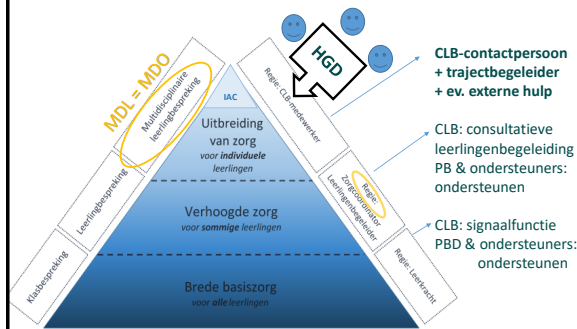 MDL = MDO
Multidisciplinaire
leerlingbespreking
Leerlingbespreking
Klasbespreking
HGD
IAC
Uitbreiding
van zorg
voor individuele
leerlingen
Verhoogde zorg
voor sommige leerlingen
Brede basiszorg
voor alle leerlingen
Regie: CLB-medewerker
Regie:
Zorgcoördinator
Leerlingenbegeleider
Regie: Leerkracht
CLB-contactpersoon
+ trajectbegeleider
+ ev. externe hulp
CLB: consultatieve
leerlingenbegeleiding
PB & ondersteuners:
ondersteunen
CLB: signaalfunctie
PBD & ondersteuners:
ondersteunen